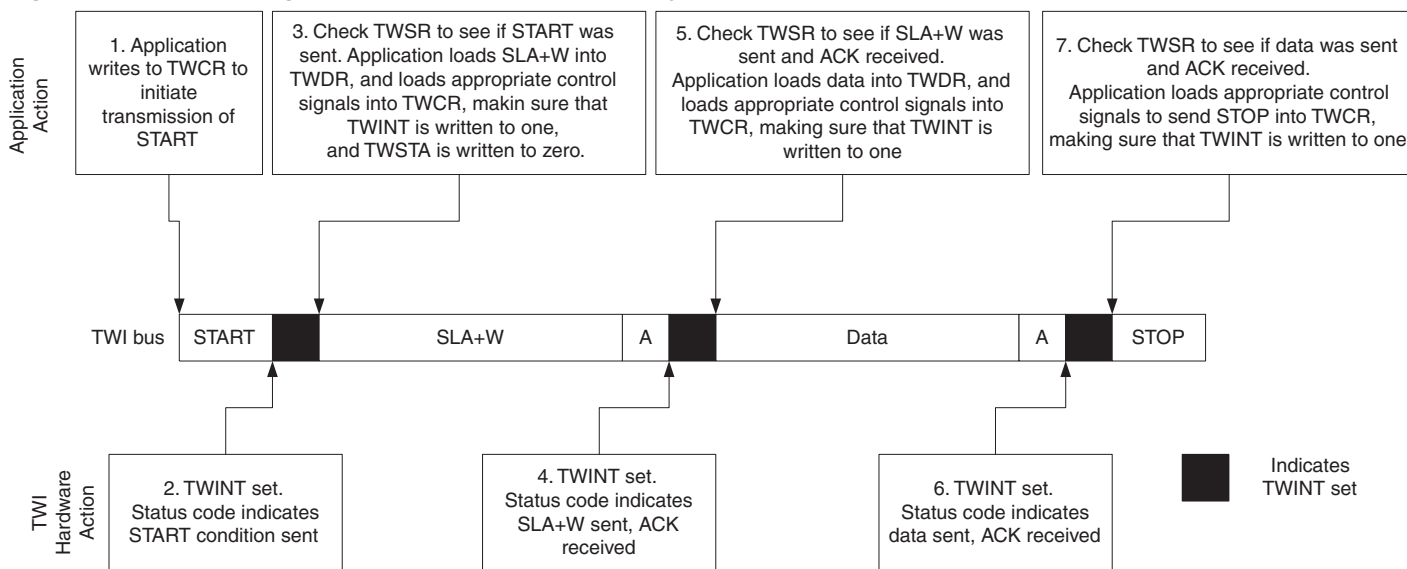 Application
Action
1. Application
writes to TWCR to
initiate
transmission of
START
3. Check TWSR to see if START was
sent. Application loads SLA+W into
TWDR, and loads appropriate control
signals into TWCR, makin sure that
TWINT is written to one,
and TWSTA is written to zero.
5. Check TWSR to see if SLA+W was
sent and ACK received.
Application loads data into TWDR, and
loads appropriate control signals into
TWCR, making sure that TWINT is
written to one
7. Check TWSR to see if data was sent
and ACK received.
Application loads appropriate control
signals to send STOP into TWCR,
making sure that TWINT is written to one
TWI bus
START
SLA+W
A
Data
A
STOP
TWI
Hardware
Action
2. TWINT set.
Status code indicates
START condition sent
4. TWINT set.
Status code indicates
SLA+W sent, ACK
received
6. TWINT set.
Status code indicates
data sent, ACK received
Indicates
TWINT set